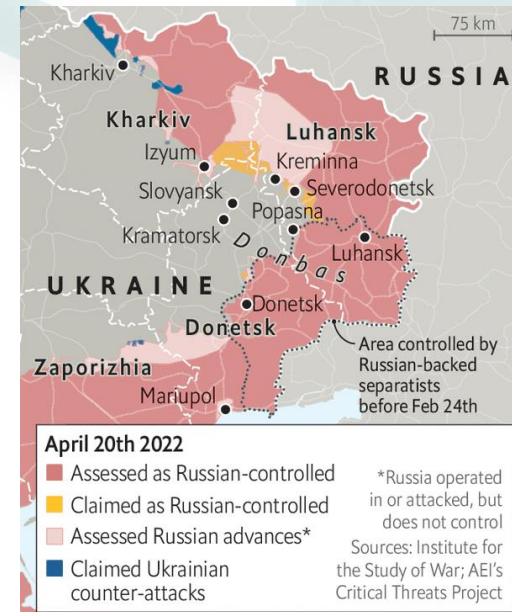 75 km
Kharkiv
RUSSIA
Kharkiv
Luhansk
Izyum
Kreminna
Slovyansk
Severodonetsk
Popasna
Kramatorsk
Donbas
Luhansk
UKRAINE
Donetsk
Donetsk
Area controlled by
Russian-backed
separatists
before Feb 24th
Zaporizhia
Mariupol
April 20th 2022
Assessed as Russian-controlled
Claimed as Russian-controlled
Assessed Russian advances*
Claimed Ukrainian
counter-attacks
*Russia operated
in or attacked, but
does not control
Sources: Institute for
the Study of War; AEI's
Critical Threats Project